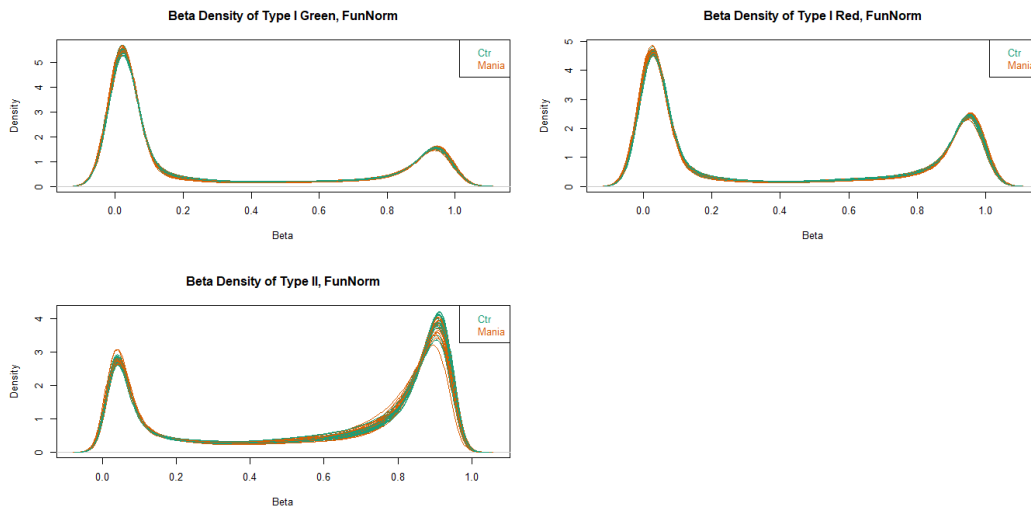 Beta Density of Type I Green, FunNorm
Ctr
Mania
Density
0 1 2 3 4 5
0.0 0.2 0.4 0.6 0.8 1.0
Beta
Beta Density of Type I Red, FunNorm
Ctr
Mania
Density
0 1 2 3 4 5
0.0 0.2 0.4 0.6 0.8 1.0
Beta
Beta Density of Type II, FunNorm
Ctr
Mania
Density
0 1 2 3 4
0.0 0.2 0.4 0.6 0.8 1.0
Beta